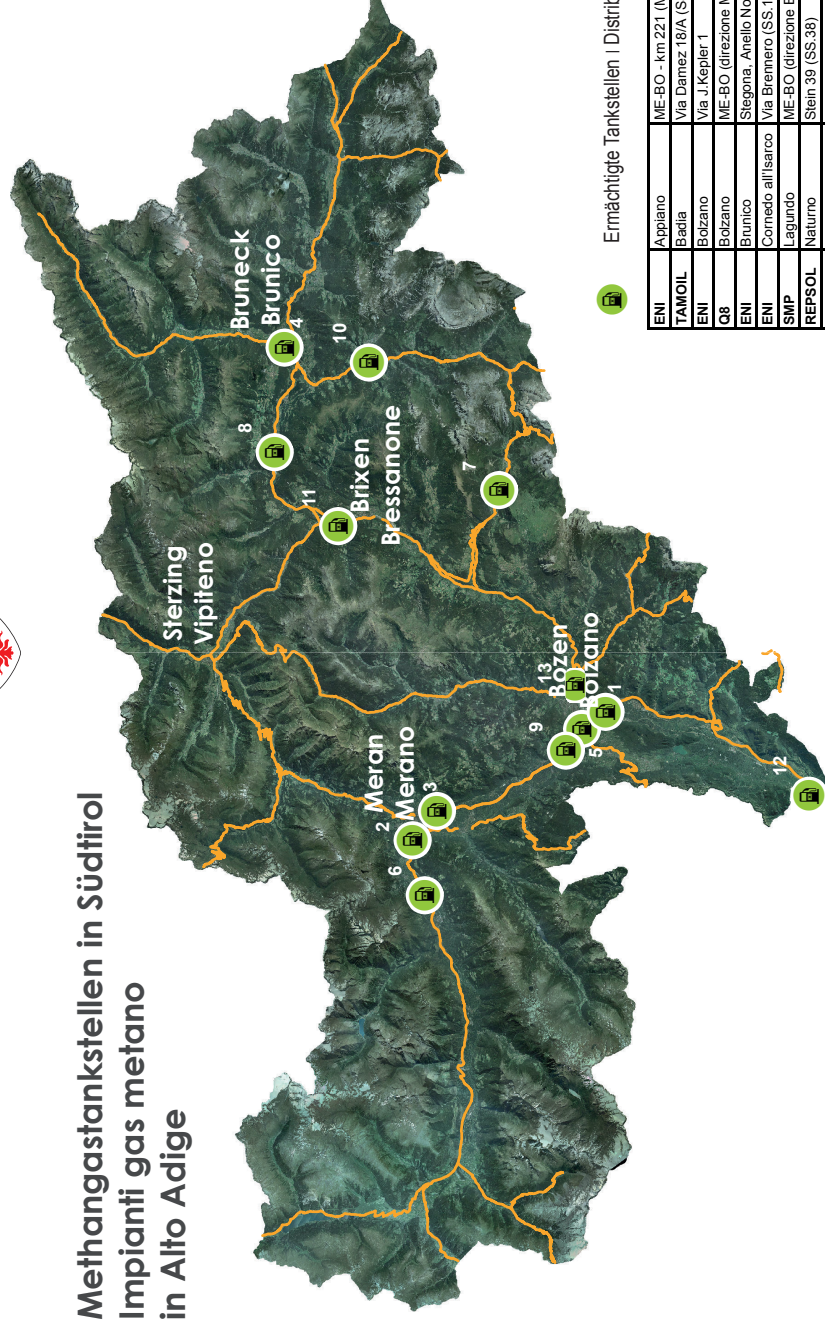 Methangastankstellen in Südtirol
Impianti gas metano
in Alto Adige
Sterzing
Vipiteno
Bruneck
Brunico
4
8
10
11
Brixen
Bressanone
7
Meran
Merano
2
3
6
13
Bozen
Bolzano
9
5
1
12
Ermächtigte Tankstellen | Distrib
ENI Appiano ME-BO - km 221 (M
TAMOIL Badia Via Damez 18/A (S
ENI Bolzano Via J.Kepler 1
Q8 Bolzano ME-BO (direzione M
ENI Brunico Stegona, Anello No
ENI Cornedo all'Isarco Via Brennero (SS.1
SMP Lagundo ME-BO (direzione B
REPSOL Naturno Stein 39 (SS.38)